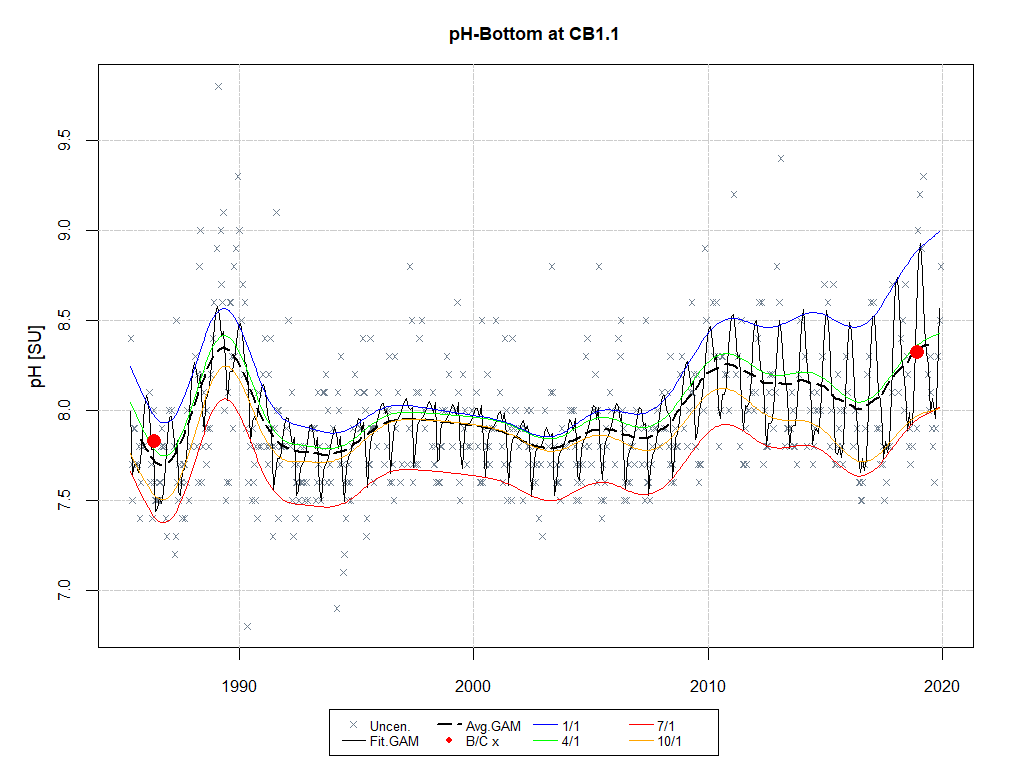 pH-Bottom at CB1.1
pH [SU]
9.5
9.0
8.5
8.0
7.5
7.0
1990 2000 2010 2020
Uncen. Avg.GAM 1/1 7/1
Fit.GAM B/C x 4/1 10/1